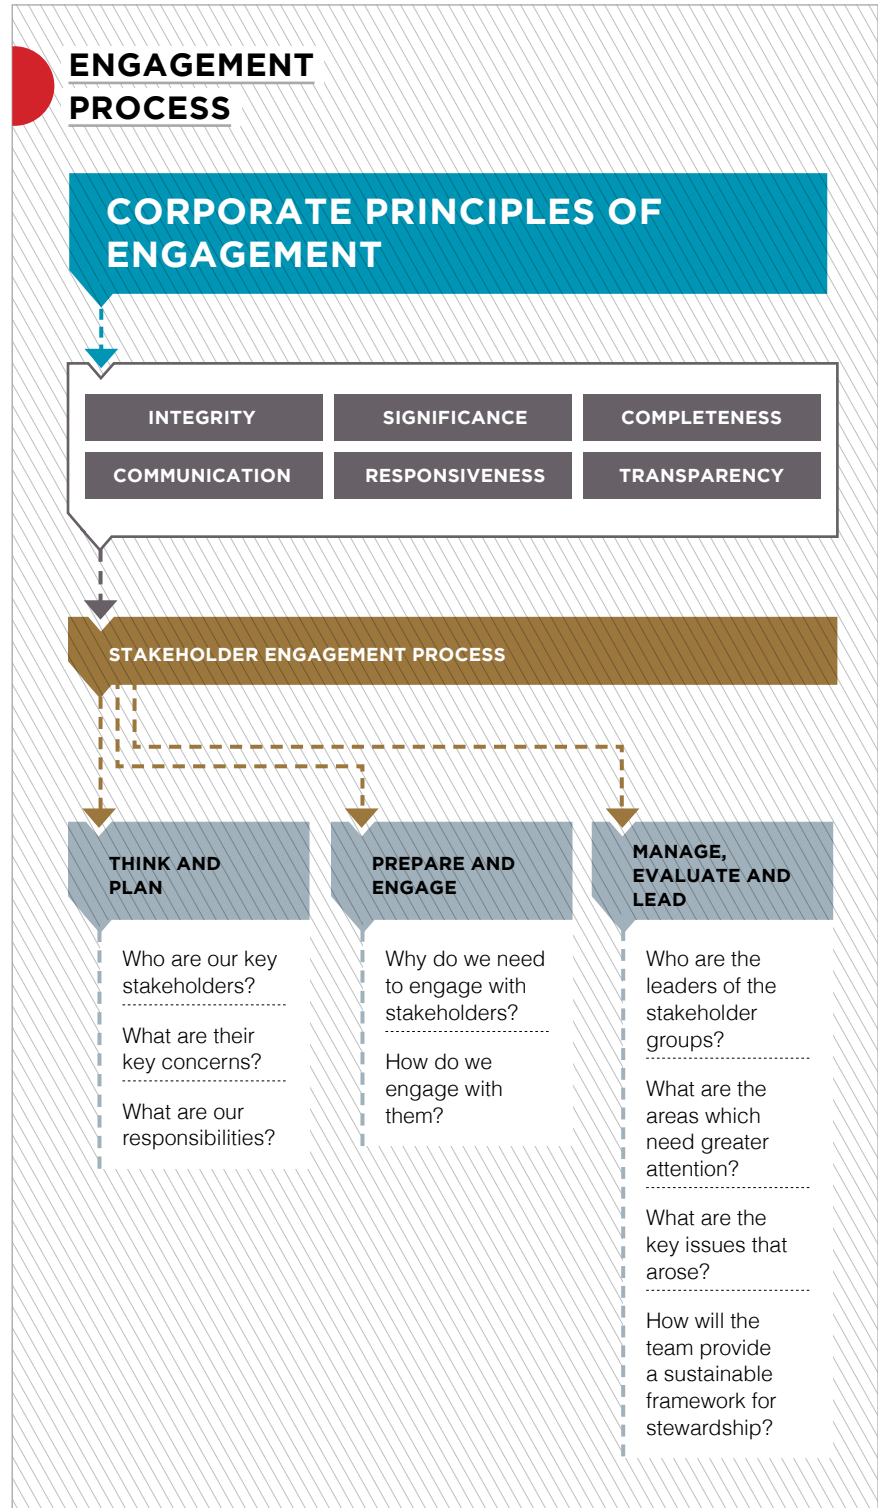 ENGAGEMENT
PROCESS
CORPORATE PRINCIPLES OF
ENGAGEMENT
INTEGRITY
SIGNIFICANCE
COMPLETENESS
COMMUNICATION
RESPONSIVENESS
TRANSPARENCY
STAKEHOLDER ENGAGEMENT PROCESS
THINK AND
PLAN
Who are our key
stakeholders?
What are their
key concerns?
What are our
responsibilities?
PREPARE AND
ENGAGE
Why do we need
to engage with
stakeholders?
How do we
engage with
them?
MANAGE,
EVALUATE AND
LEAD
Who are the
leaders of the
stakeholder
groups?
What are the
areas which
need greater
attention?
What are the
key issues that
arose?
How will the
team provide
a sustainable
framework for
stewardship?